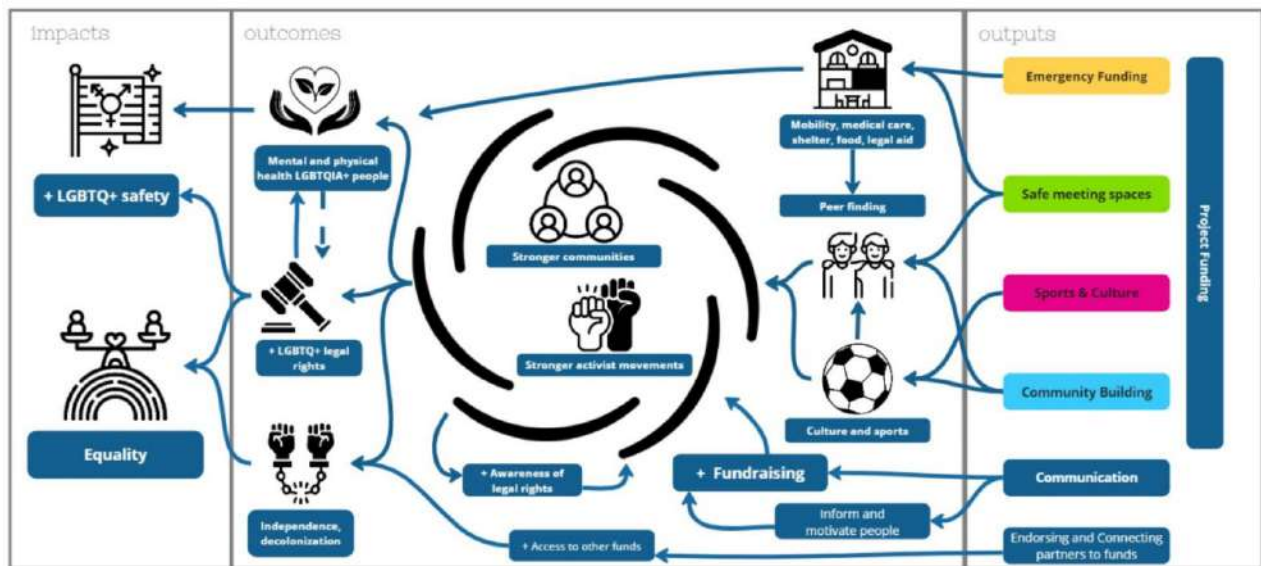 impacts
outcomes
outputs
Emergency Funding
Mobility, medical care,
shelter, food, legal aid
Mental and physical
health LGBTQIA+ people
+ LGBTQ+ safety
Safe meeting spaces
Project Funding
Peer finding
Stronger communities
Sports & Culture
+ LGBTQ+ legal
rights
Stronger activist movements
Community Building
Culture and sports
Equality
+ Awareness of
legal rights
+ Fundraising
Communication
Inform and
motivate people
Independence,
decolonization
+ Access to other funds
Endorsing and Connecting
partners to funds